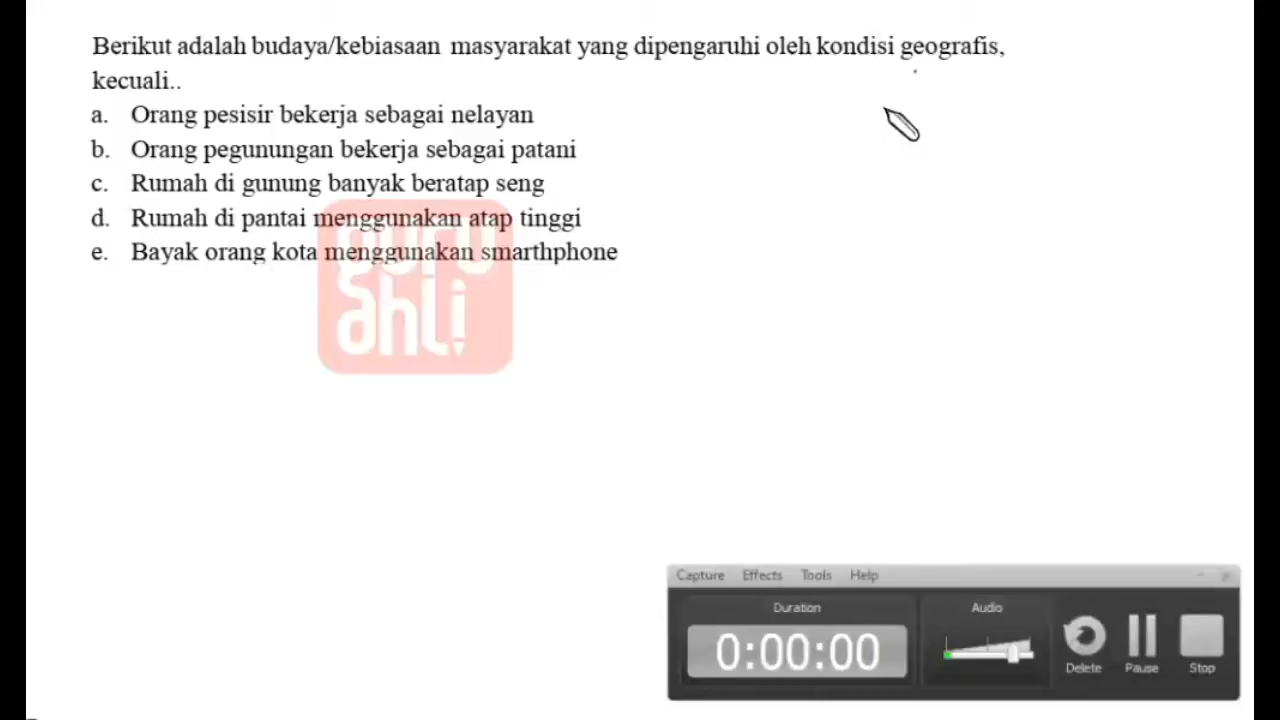 Berikut adalah budaya/kebiasaan masyarakat yang dipengaruhi oleh kondisi geografis,
kecuali..
a. Orang pesisir bekerja sebagai nelayan
b. Orang pegunungan bekerja sebagai patani
c. Rumah di gunung banyak beratap seng
d. Rumah di pantai menggunakan atap tinggi
e. Bayak orang kota menggunakan smarthphone
guru
ahli
Capture Effects Tools Help
Duration Audio
0:00:00
Delete Pause Stop